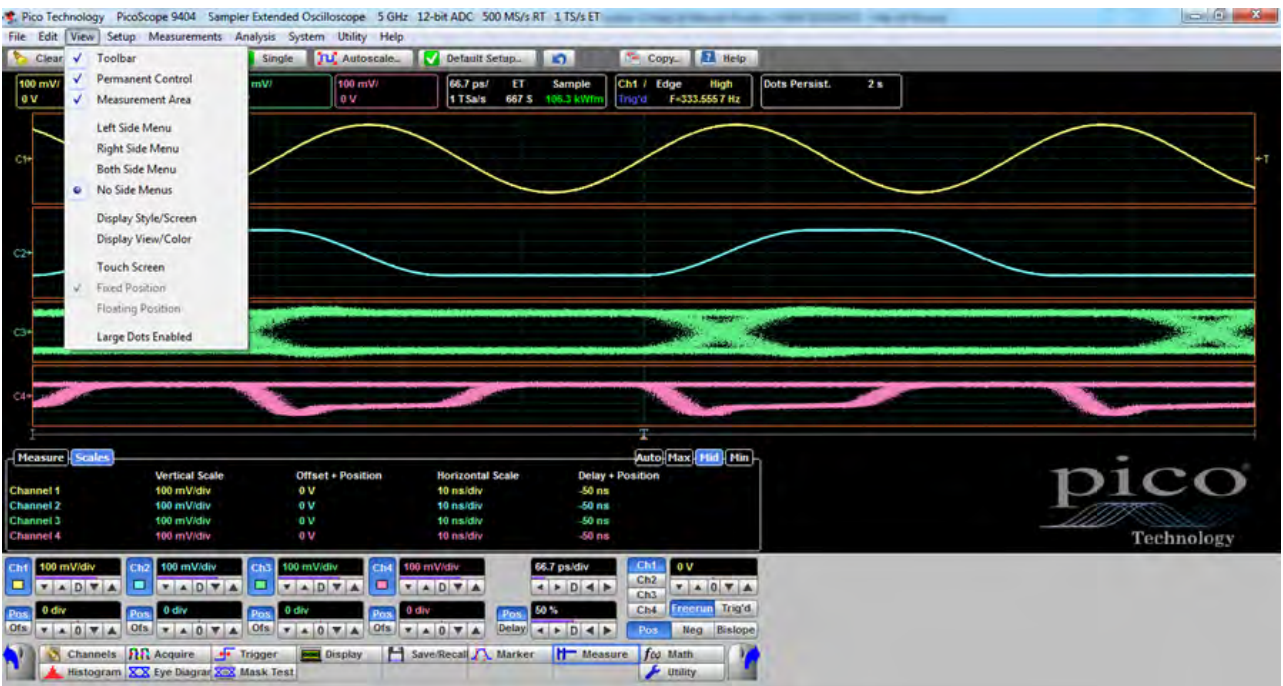 Pico Technology PicoScope 9404 Sampler Extended Oscilloscope 5 GHz 12-bit ADC 500 MS/s RT 1 TS/s ET
File Edit View Setup Measurements Analysis System Utility Help
Clear Single Autoscale... Default Setup... Copy... Help
Toolbar
Permanent Control
Measurement Area
Left Side Menu
Right Side Menu
Both Side Menu
No Side Menus
Display Style/Screen
Display View/Color
Touch Screen
Fixed Position
Floating Position
Large Dots Enabled
100 mV/ mV/ 100 mV/ 66.7 ps/ ET Sample Ch1 / Edge High Dots Persist. 2 s
0 V 0 V 1 TSa/s 667 S 106.3 kWfm Trig'd F=333.555 7 Hz
C1 T
C2
C3
C4
T
Measure Scales Auto Max Mid Min
Vertical Scale Offset + Position Horizontal Scale Delay + Position
Channel 1 100 mV/div 0 V 10 ns/div -50 ns
Channel 2 100 mV/div 0 V 10 ns/div -50 ns
Channel 3 100 mV/div 0 V 10 ns/div -50 ns
Channel 4 100 mV/div 0 V 10 ns/div -50 ns
pico
Technology
Ch1 100 mV/div Ch2 100 mV/div Ch3 100 mV/div Ch4 100 mV/div 66.7 ps/div Ch1 0 V
D D D D D Ch2 0
Ch3
Pos 0 div Pos 0 div Pos 0 div Pos 0 div Pos 50 % Ch4 Freerun Trig'd
Ofs 0 Ofs 0 Ofs 0 Ofs 0 Delay D Pos Neg Bislope
Channels Acquire Trigger Display Save/Recall Marker Measure f(x) Math
Histogram Eye Diagrar Mask Test Utility